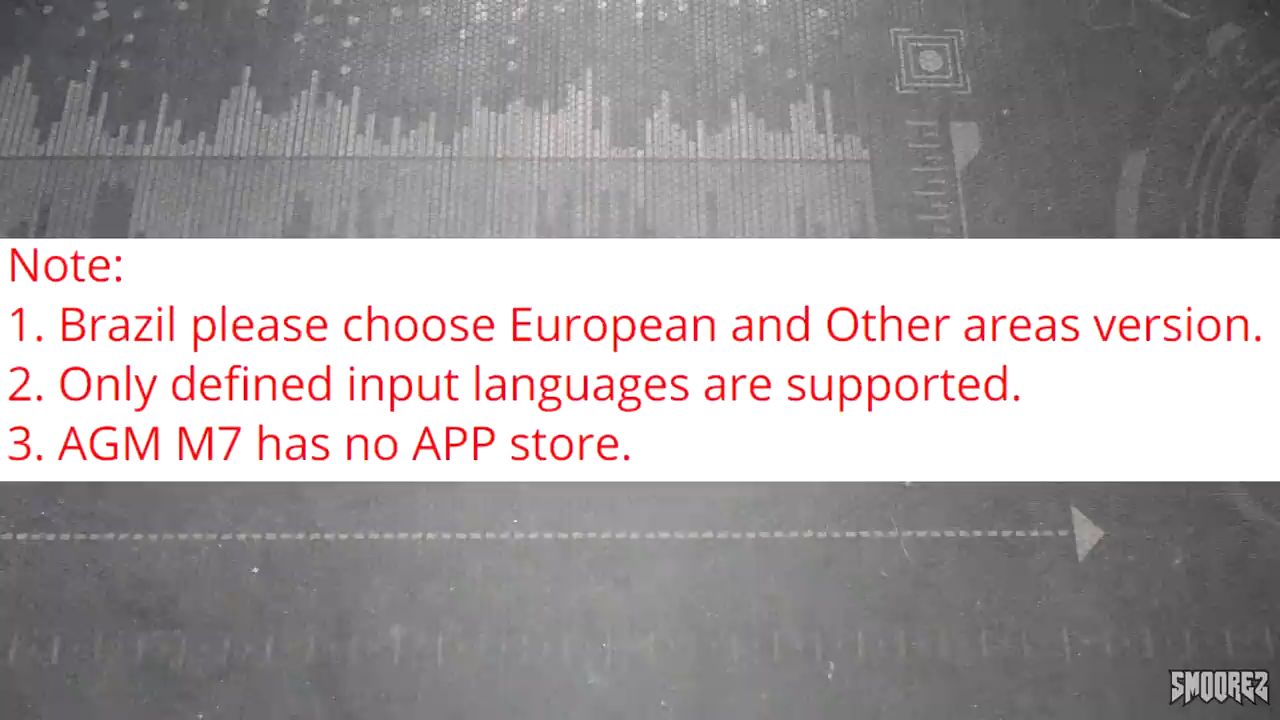 Note:
1. Brazil please choose European and Other areas version.
2. Only defined input languages are supported.
3. AGM M7 has no APP store.
SMOOREZ